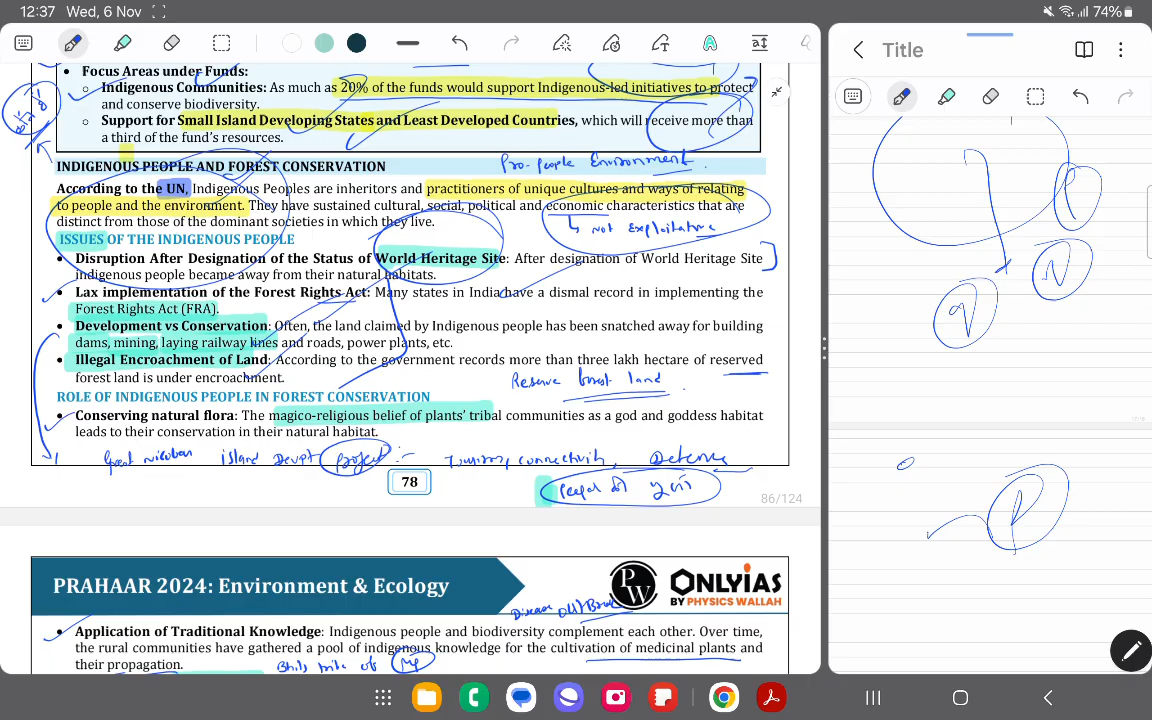 12:37 Wed, 6 Nov
74%
Title
Focus Areas under Funds:
Indigenous Communities: As much as 20% of the funds would support Indigenous-led initiatives to protect
and conserve biodiversity.
Support for Small Island Developing States and Least Developed Countries, which will receive more than
a third of the fund's resources.
INDIGENOUS PEOPLE AND FOREST CONSERVATION
Pro-people Environment
According to the UN, Indigenous Peoples are inheritors and practitioners of unique cultures and ways of relating
to people and the environment. They have sustained cultural, social, political and economic characteristics that are
distinct from those of the dominant societies in which they live.
not exploitative
ISSUES OF THE INDIGENOUS PEOPLE
Disruption After Designation of the Status of World Heritage Site: After designation of World Heritage Site
indigenous people became away from their natural habitats.
Lax implementation of the Forest Rights Act: Many states in India have a dismal record in implementing the
Forest Rights Act (FRA).
Development vs Conservation: Often, the land claimed by Indigenous people has been snatched away for building
dams, mining, laying railway lines and roads, power plants, etc.
Illegal Encroachment of Land: According to the government records more than three lakh hectare of reserved
forest land is under encroachment.
Reserve forest land
ROLE OF INDIGENOUS PEOPLE IN FOREST CONSERVATION
Conserving natural flora: The magico-religious belief of plants' tribal communities as a god and goddess habitat
leads to their conservation in their natural habitat.
Great nicobar island Devpt project :- Tourism, connectivity, Defence
78
86/124
PRAHAAR 2024: Environment & Ecology
PW ONLYIAS
BY PHYSICS WALLAH
Application of Traditional Knowledge: Indigenous people and biodiversity complement each other. Over time,
the rural communities have gathered a pool of indigenous knowledge for the cultivation of medicinal plants and
their propagation.
tribe of MP